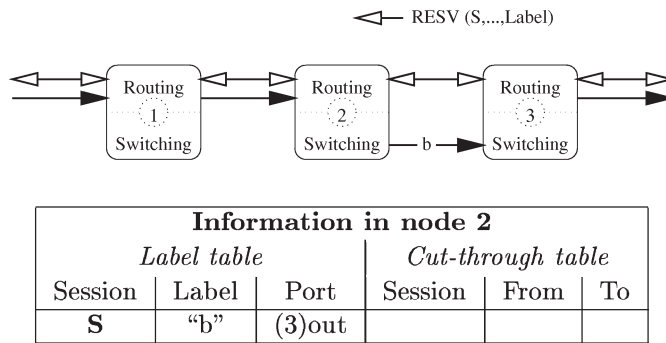 RESV (S,...,Label)
Routing Routing Routing
1 2 3
Switching Switching b Switching
Information in node 2
Label table Cut-through table
Session Label Port Session From To
S “b” (3)out